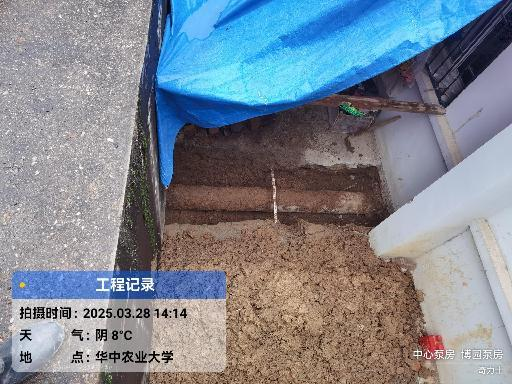 工程记录
拍摄时间：2025.03.28 14:14
天　　气：阴 8°C
地　　点：华中农业大学
中心泵房 博园泵房